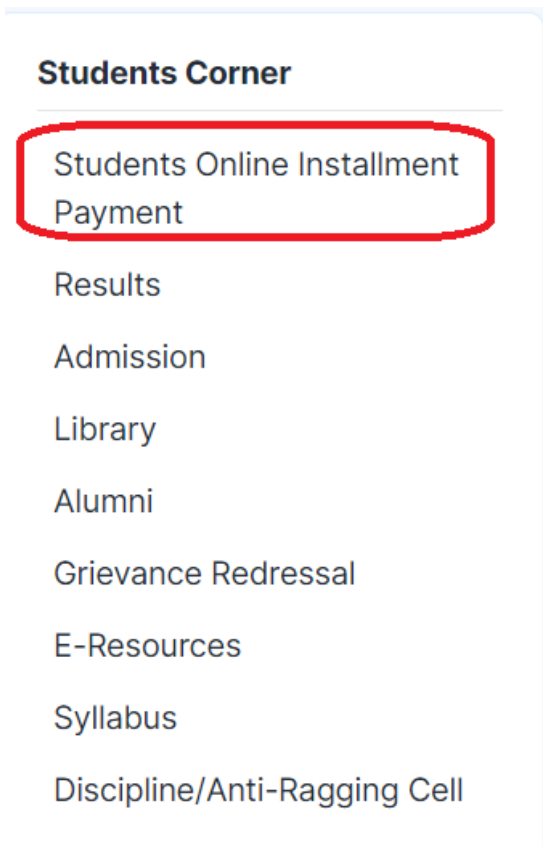 Students Corner
Students Online Installment
Payment
Results
Admission
Library
Alumni
Grievance Redressal
E-Resources
Syllabus
Discipline/Anti-Ragging Cell